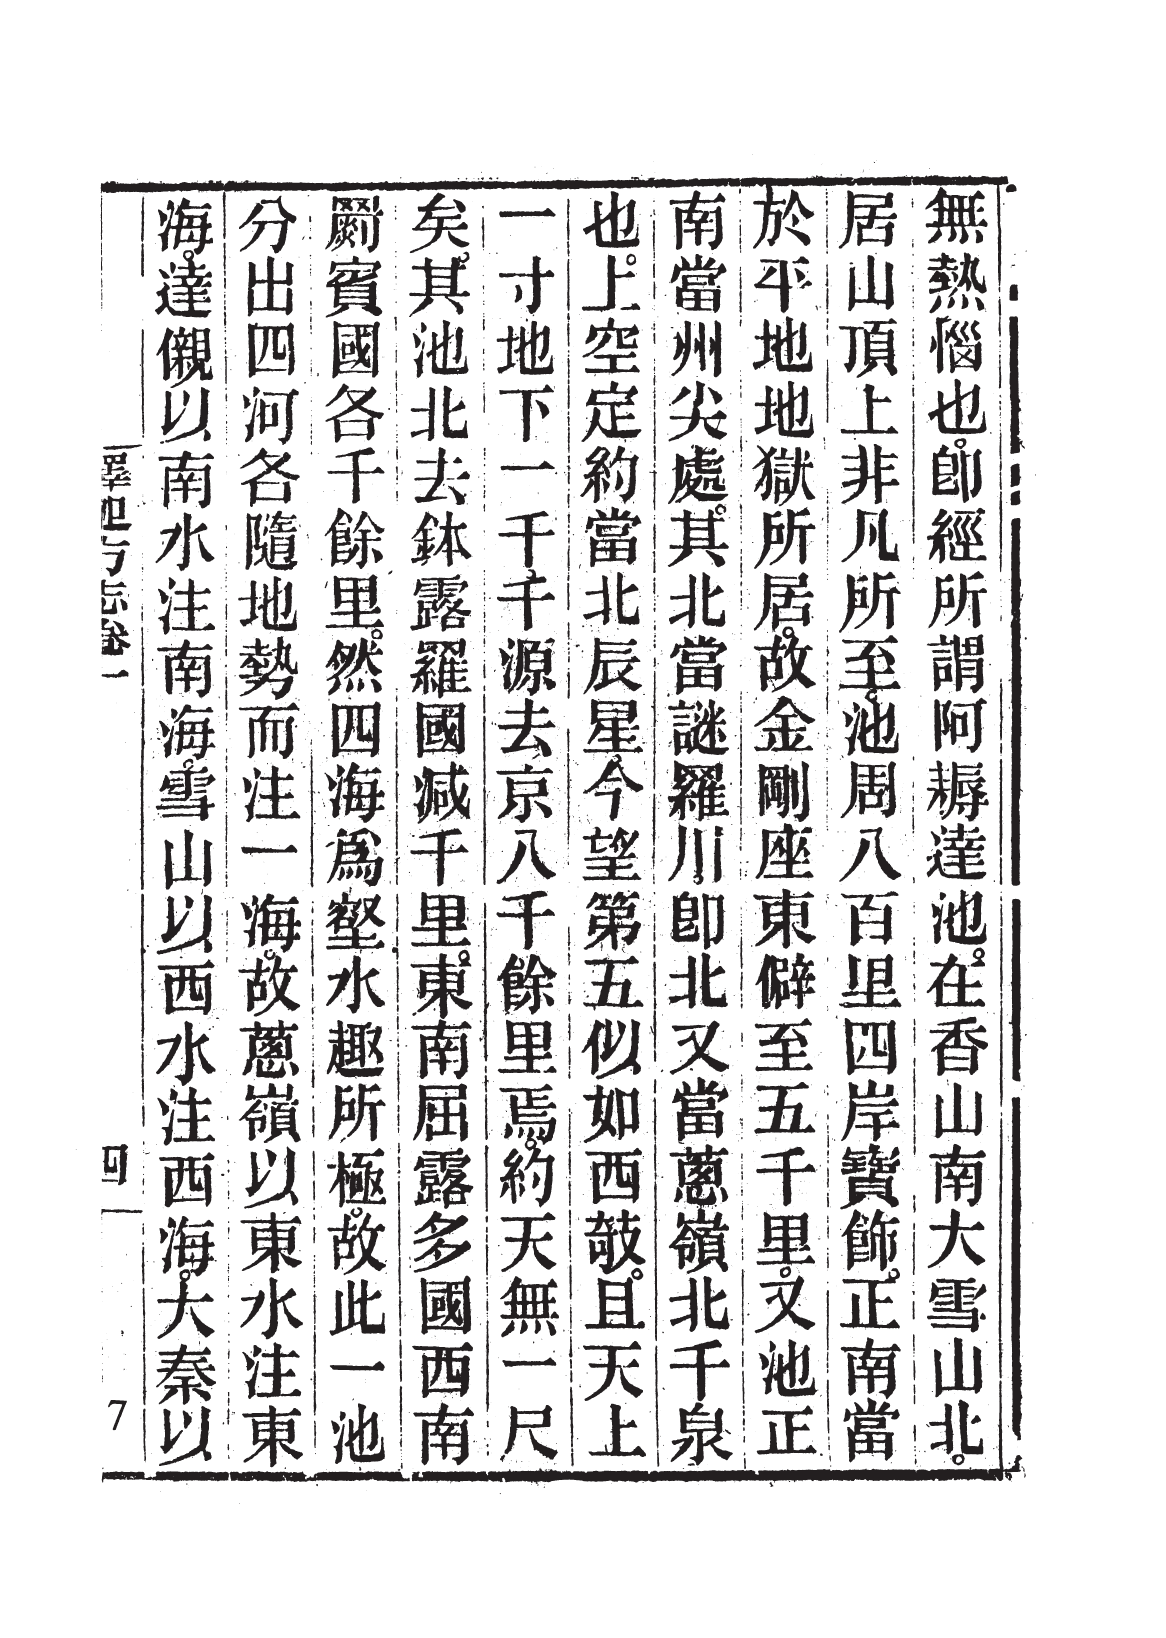 無熱惱也。卽經所謂阿耨達池。在香山南大雪山北。
居山頂上非凡所至。池周八百里四岸寶飾。正南當
於平地地獄所居。故金剛座東僻至五千里。又池正
南當州尖處。其北當謎羅川卽北又當蔥嶺北千泉
也。上空定約當北辰星。今望第五似如西攲。且天上
一寸地下一千千源去京八千餘里焉。約天無一尺
矣。其池北去鉢露羅國減千里。東南屈露多國西南
罽賓國各千餘里。然四海爲壑水趣所極。故此一池
分出四河各隨地勢而注一海。故蔥嶺以東水注東
海。達儭以南水注南海。雪山以西水注西海。大秦以
釋迦方志卷一
四
7